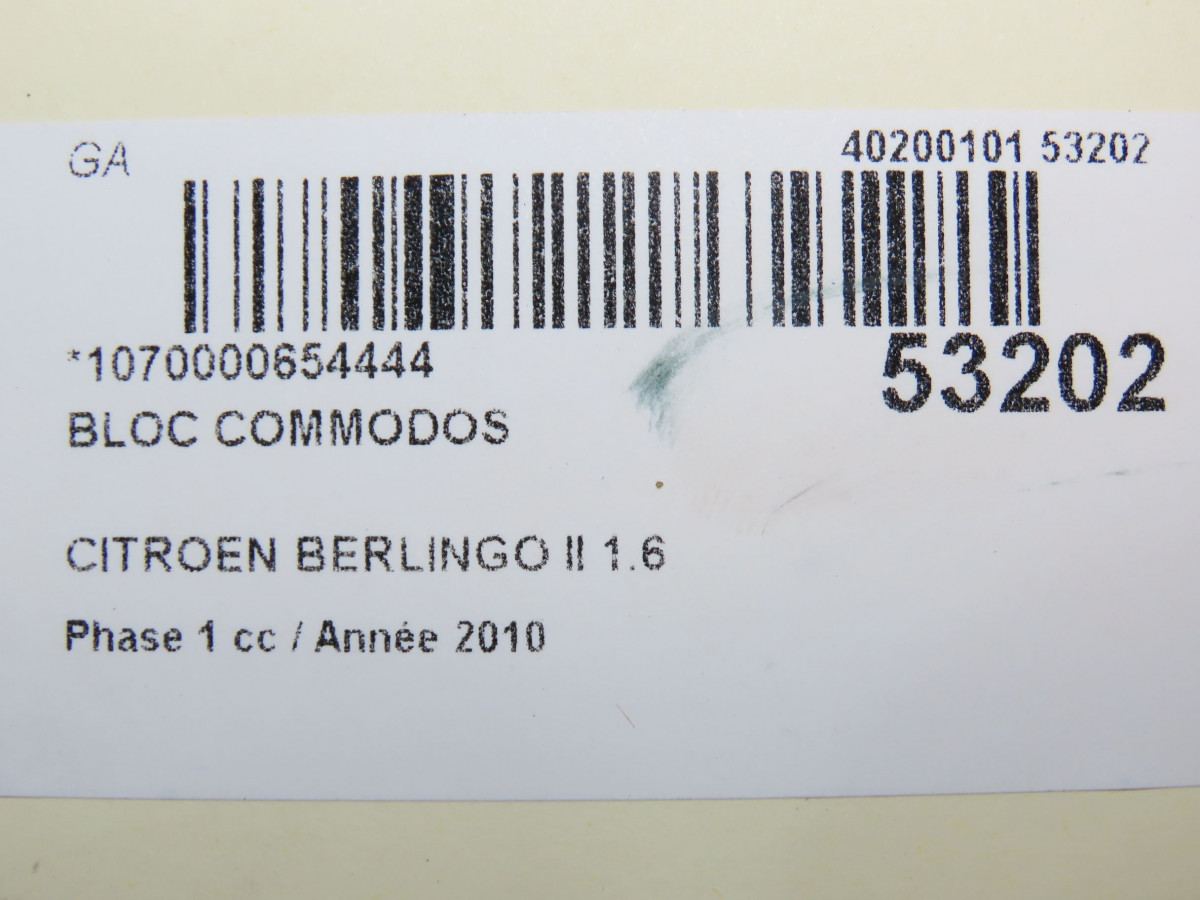 GA
40200101 53202
*1070000654444
53202
BLOC COMMODOS
CITROEN BERLINGO II 1.6
Phase 1 cc / Année 2010